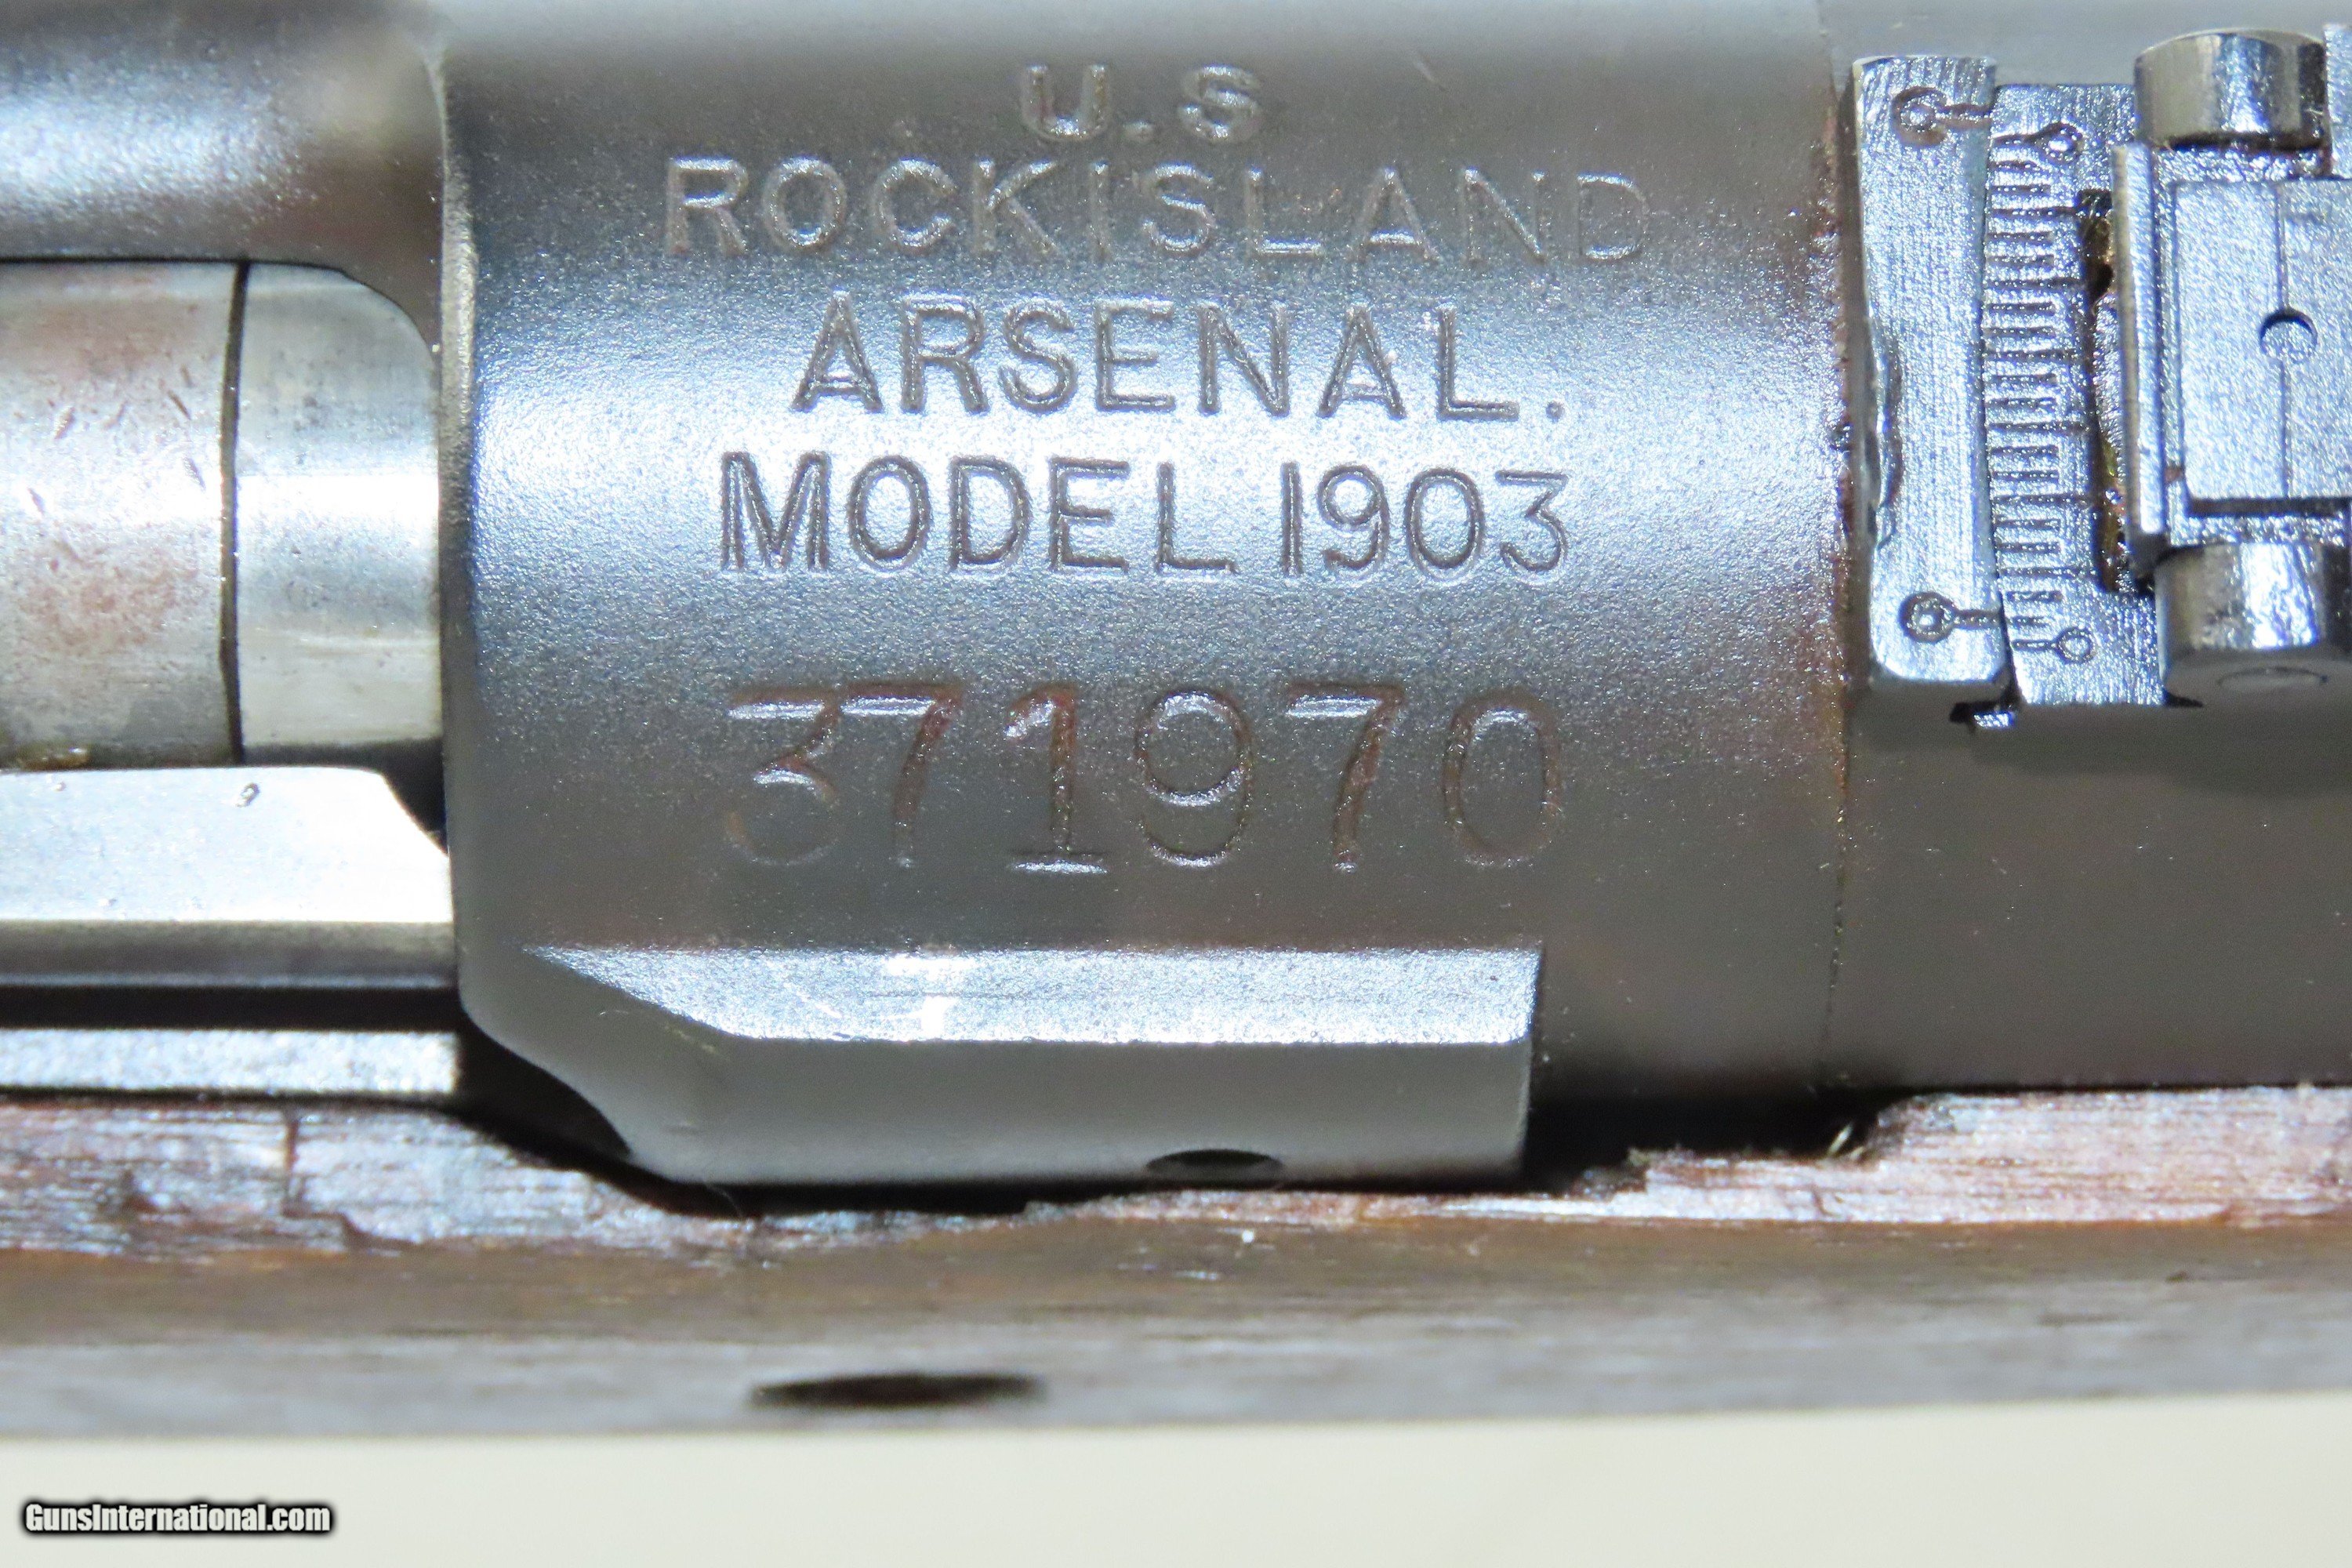 U.S
ROCK ISLAND
ARSENAL.
MODEL 1903
371970
GunsInternational.com